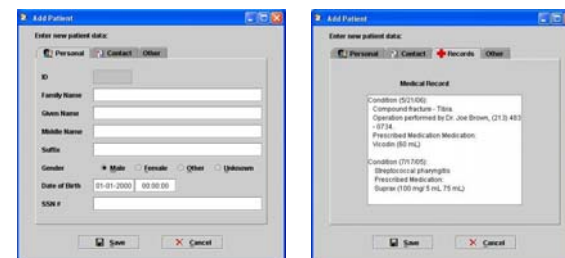 Add Patient
Enter new patient data:
Personal Contact Other
ID
Family Name
Given Name
Middle Name
Suffix
Gender Male Female Other Unknown
Date of Birth 01-01-2000 00:00:00
SSN #
Save Cancel
Add Patient
Enter new patient data:
Personal Contact Records Other
Medical Record
Condition (5/21/06):
Compound fracture - Tibia.
Operation performed by Dr. Joe Brown, (213) 483
- 0734.
Prescribed Medication Medication:
Vicodin (60 mL)
Condition (7/17/05):
Streptococcal pharyngitis
Prescribed Medication:
Suprax (100 mg/ 5 mL 75 mL)
Save Cancel